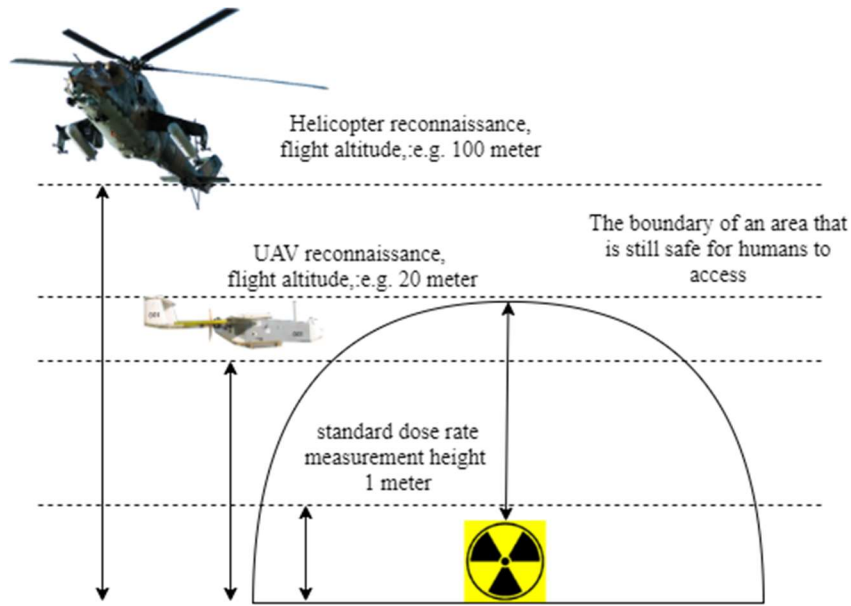 Helicopter reconnaissance,
flight altitude,:e.g. 100 meter
The boundary of an area that
is still safe for humans to
access
UAV reconnaissance,
flight altitude,:e.g. 20 meter
standard dose rate
measurement height
1 meter